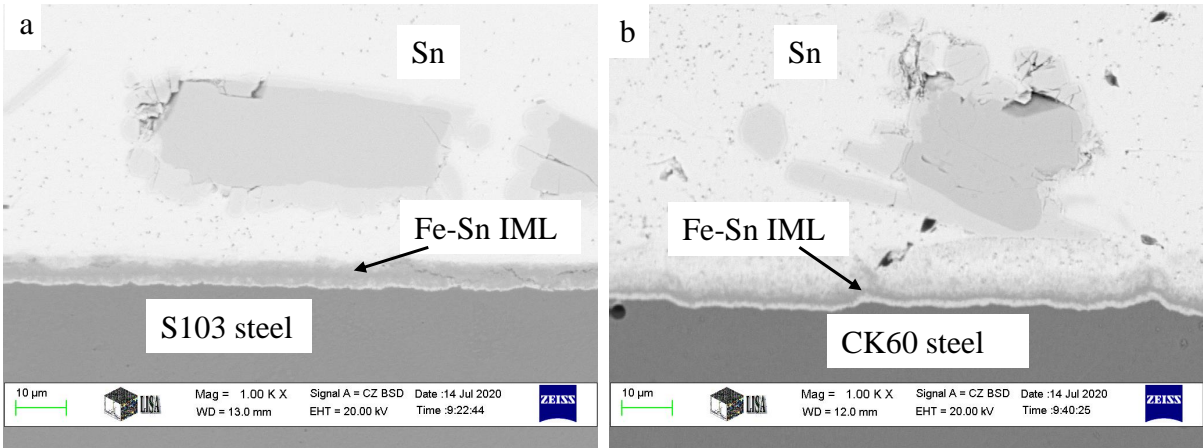 a
Sn
Fe-Sn IML
S103 steel
10 µm
LISA
Mag = 1.00 K X
WD = 13.0 mm
Signal A = CZ BSD
EHT = 20.00 kV
Date :14 Jul 2020
Time :9:22:44
ZEISS
b
Sn
Fe-Sn IML
CK60 steel
10 µm
LISA
Mag = 1.00 K X
WD = 12.0 mm
Signal A = CZ BSD
EHT = 20.00 kV
Date :14 Jul 2020
Time :9:40:25
ZEISS